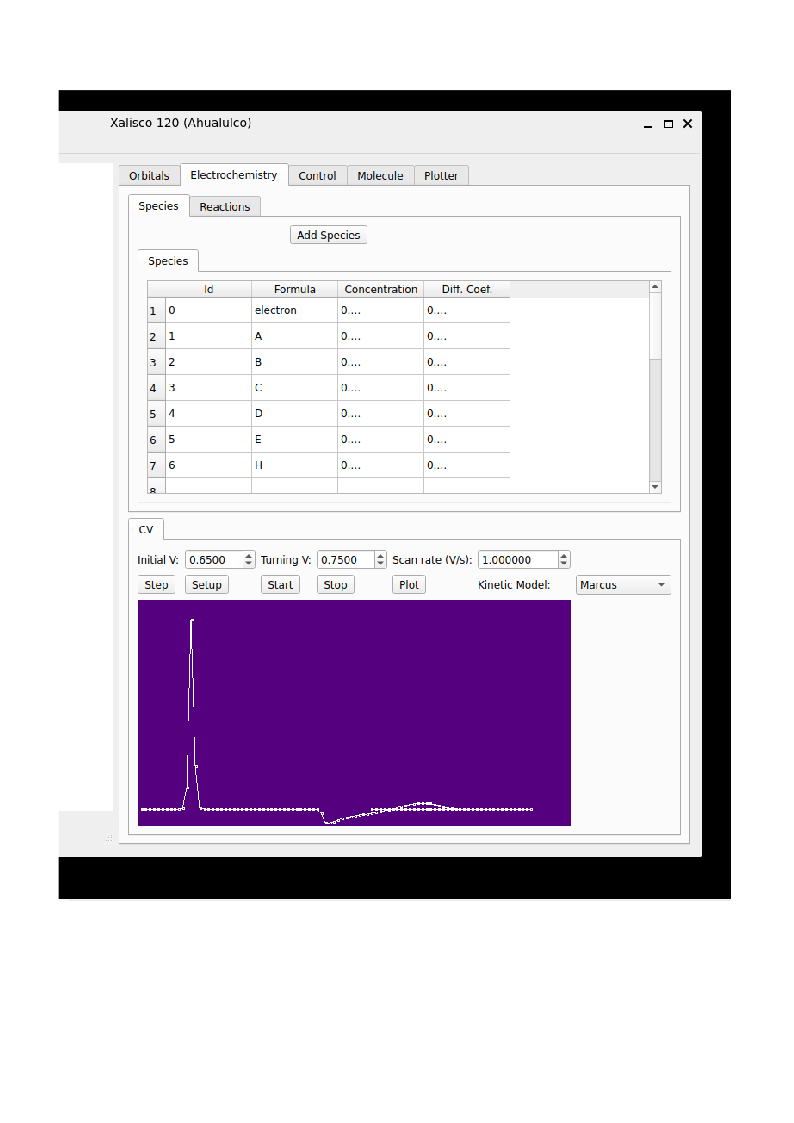 Xalisco 120 (Ahualulco)
Orbitals Electrochemistry Control Molecule Plotter
Species Reactions
Add Species
Species
Id Formula Concentration Diff. Coef.
1 0 electron 0.... 0....
2 1 A 0.... 0....
3 2 B 0.... 0....
4 3 C 0.... 0....
5 4 D 0.... 0....
6 5 E 0.... 0....
7 6 H 0.... 0....
8
CV
Initial V: 0.6500 Turning V: 0.7500 Scan rate (V/s): 1.000000
Step Setup Start Stop Plot Kinetic Model: Marcus